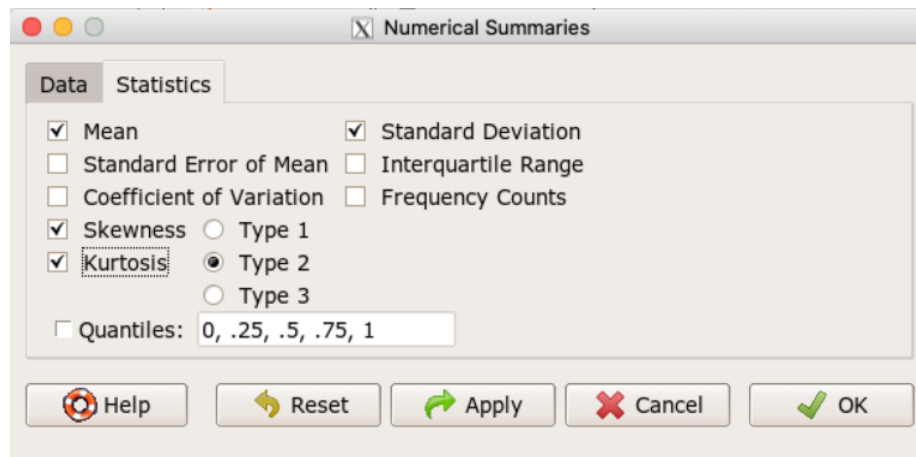 Numerical Summaries
Data Statistics
Mean Standard Deviation
Standard Error of Mean Interquartile Range
Coefficient of Variation Frequency Counts
Skewness Type 1
Kurtosis Type 2
Type 3
Quantiles: 0, .25, .5, .75, 1
Help Reset Apply Cancel OK